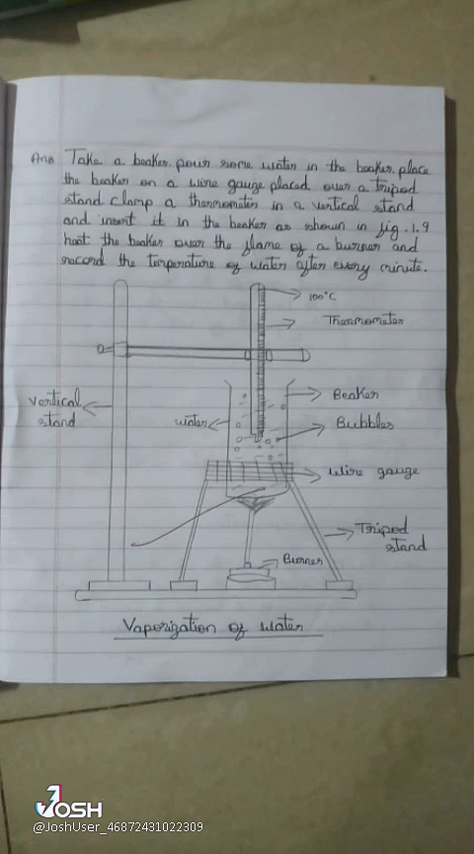 Ans Take a beaker. pour some water in the beaker. place
the beaker on a wire gauge placed over a tripod
stand clamp a thermometer in a vertical stand
and insert it in the beaker as shown in fig. 1.9
heat the beaker over the flame of a burner and
record the temperature of water after every minute.
100°C
Thermometer
Beaker
Vertical
stand
water
Bubbles
Wire gauge
Tripod
stand
Burner
Vaporization of water
JOSH
@JoshUser_46872431022309